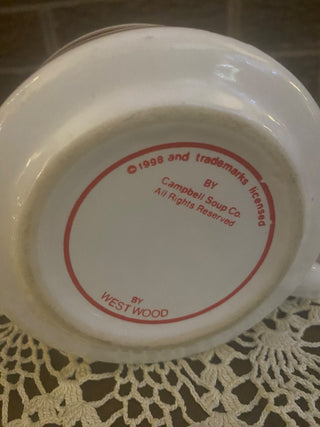 ©1998 and trademarks licensed
BY
Campbell Soup Co.
All Rights Reserved
BY
WESTWOOD